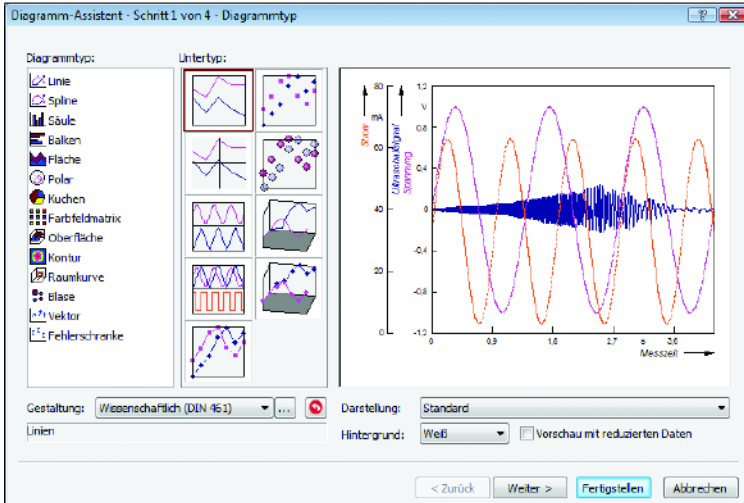 Diagramm-Assistent - Schritt 1 von 4 - Diagrammtyp
Diagrammtyp:
Untertyp:
Linie
Spline
Säule
Balken
Fläche
Polar
Kuchen
Farbfeldmatrix
Oberfläche
Kontur
Raumkurve
Blase
Vektor
Fehlerschranke
80
mA
60
40
20
0
Strom
Ultraschallsignal
Spannung
1,2
V
0,8
0,4
0
-0,4
-0,8
-1,2
0 0,9 1,8 2,7 s 3,6
Messzeit
Gestaltung: Wissenschaftlich (DIN 461) ...
Linien
Darstellung: Standard
Hintergrund: Weiß Vorschau mit reduzierten Daten
< Zurück Weiter > Fertigstellen Abbrechen